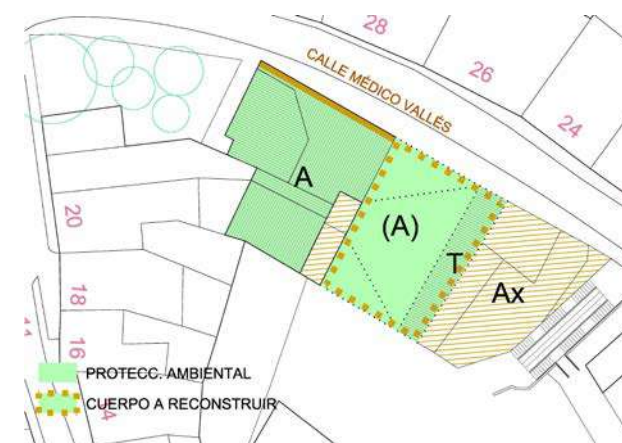 28
26
24
CALLE MÉDICO VALLÉS
A
(A)
T
Ax
20
18
16
PROTECC. AMBIENTAL
CUERPO A RECONSTRUIR